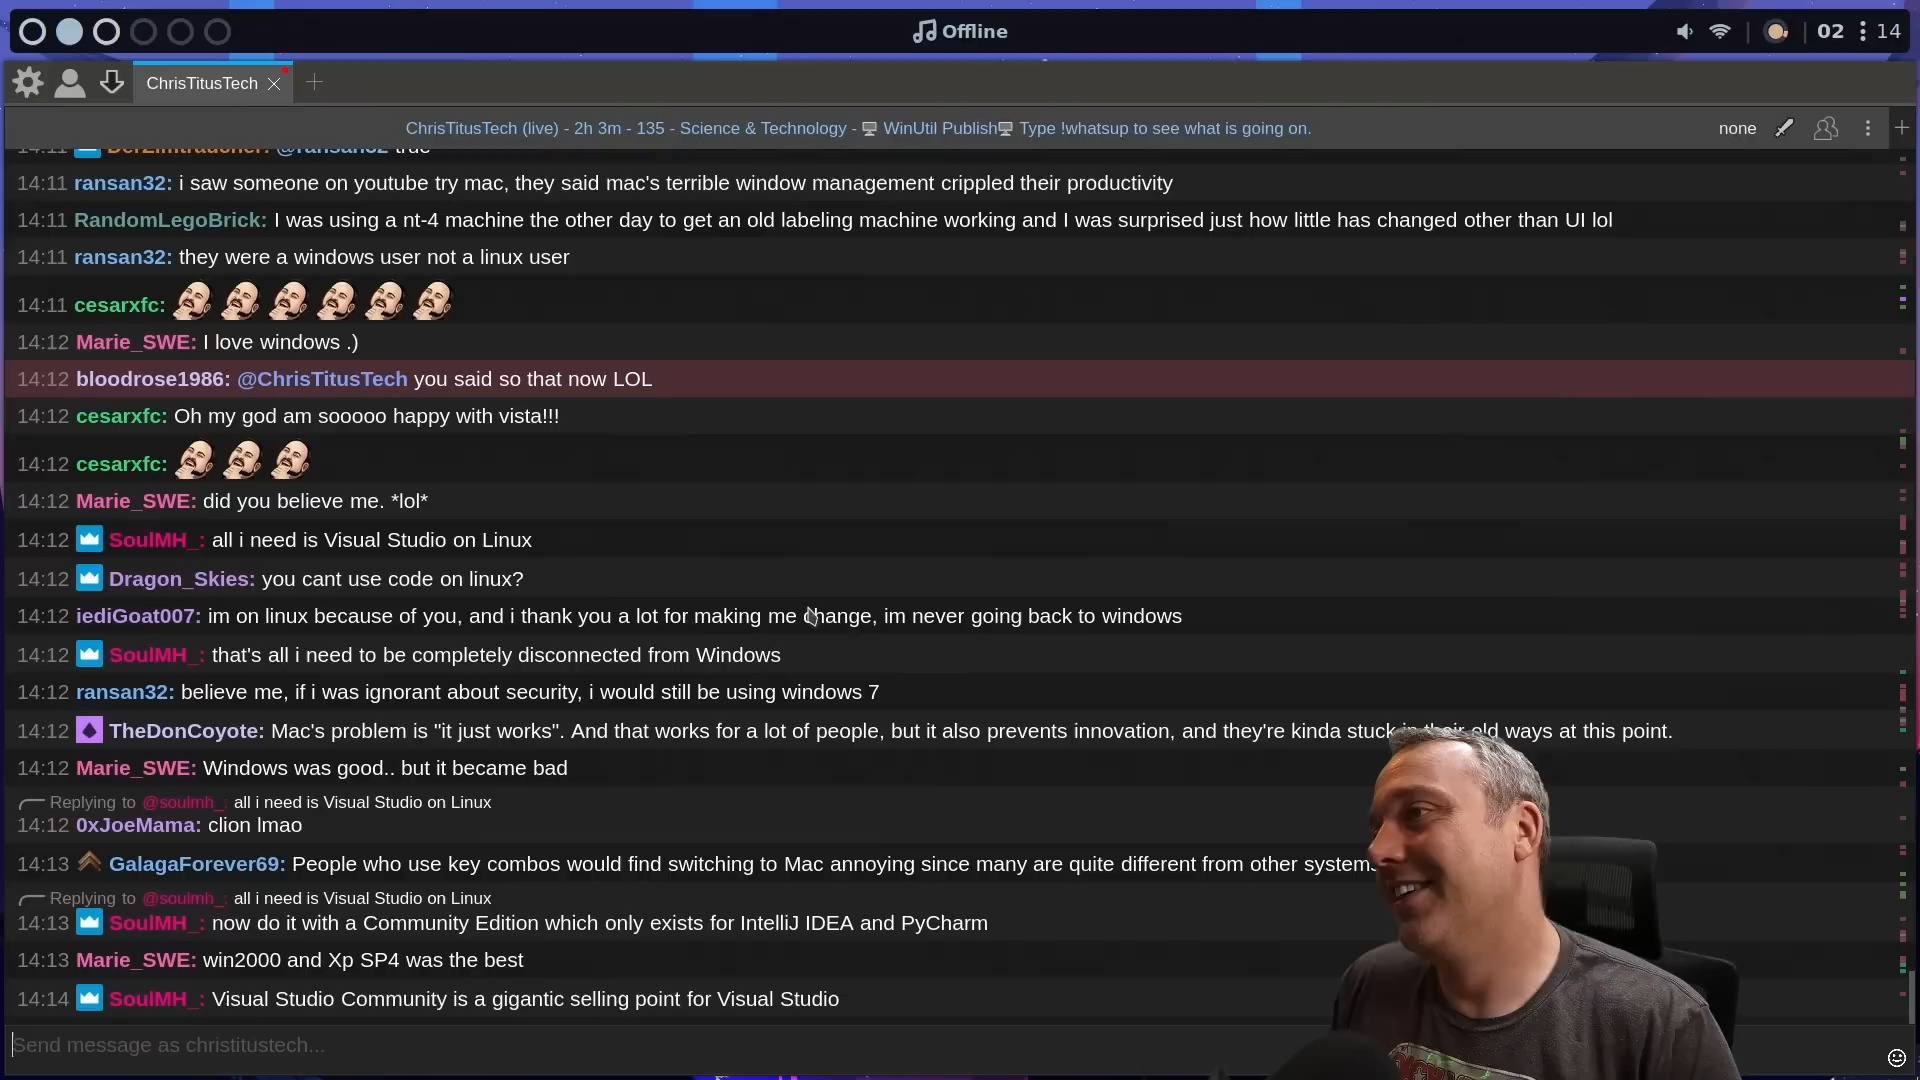 Offline
02
14
ChrisTitusTech
ChrisTitusTech (live) - 2h 3m - 135 - Science & Technology - WinUtil Publish Type !whatsup to see what is going on.
none
14:11 DerZimtraucher: @ransan32 true
14:11 ransan32: i saw someone on youtube try mac, they said mac's terrible window management crippled their productivity
14:11 RandomLegoBrick: I was using a nt-4 machine the other day to get an old labeling machine working and I was surprised just how little has changed other than UI lol
14:11 ransan32: they were a windows user not a linux user
14:11 cesarxfc:
14:12 Marie_SWE: I love windows .)
14:12 bloodrose1986: @ChrisTitusTech you said so that now LOL
14:12 cesarxfc: Oh my god am sooooo happy with vista!!!
14:12 cesarxfc:
14:12 Marie_SWE: did you believe me. *lol*
14:12 SoulMH_: all i need is Visual Studio on Linux
14:12 Dragon_Skies: you cant use code on linux?
14:12 iediGoat007: im on linux because of you, and i thank you a lot for making me change, im never going back to windows
14:12 SoulMH_: that's all i need to be completely disconnected from Windows
14:12 ransan32: believe me, if i was ignorant about security, i would still be using windows 7
14:12 TheDonCoyote: Mac's problem is "it just works". And that works for a lot of people, but it also prevents innovation, and they're kinda stuck in their old ways at this point.
14:12 Marie_SWE: Windows was good.. but it became bad
Replying to @soulmh_: all i need is Visual Studio on Linux
14:12 0xJoeMama: clion lmao
14:13 GalagaForever69: People who use key combos would find switching to Mac annoying since many are quite different from other systems
Replying to @soulmh_: all i need is Visual Studio on Linux
14:13 SoulMH_: now do it with a Community Edition which only exists for IntelliJ IDEA and PyCharm
14:13 Marie_SWE: win2000 and Xp SP4 was the best
14:14 SoulMH_: Visual Studio Community is a gigantic selling point for Visual Studio
Send message as christitustech...